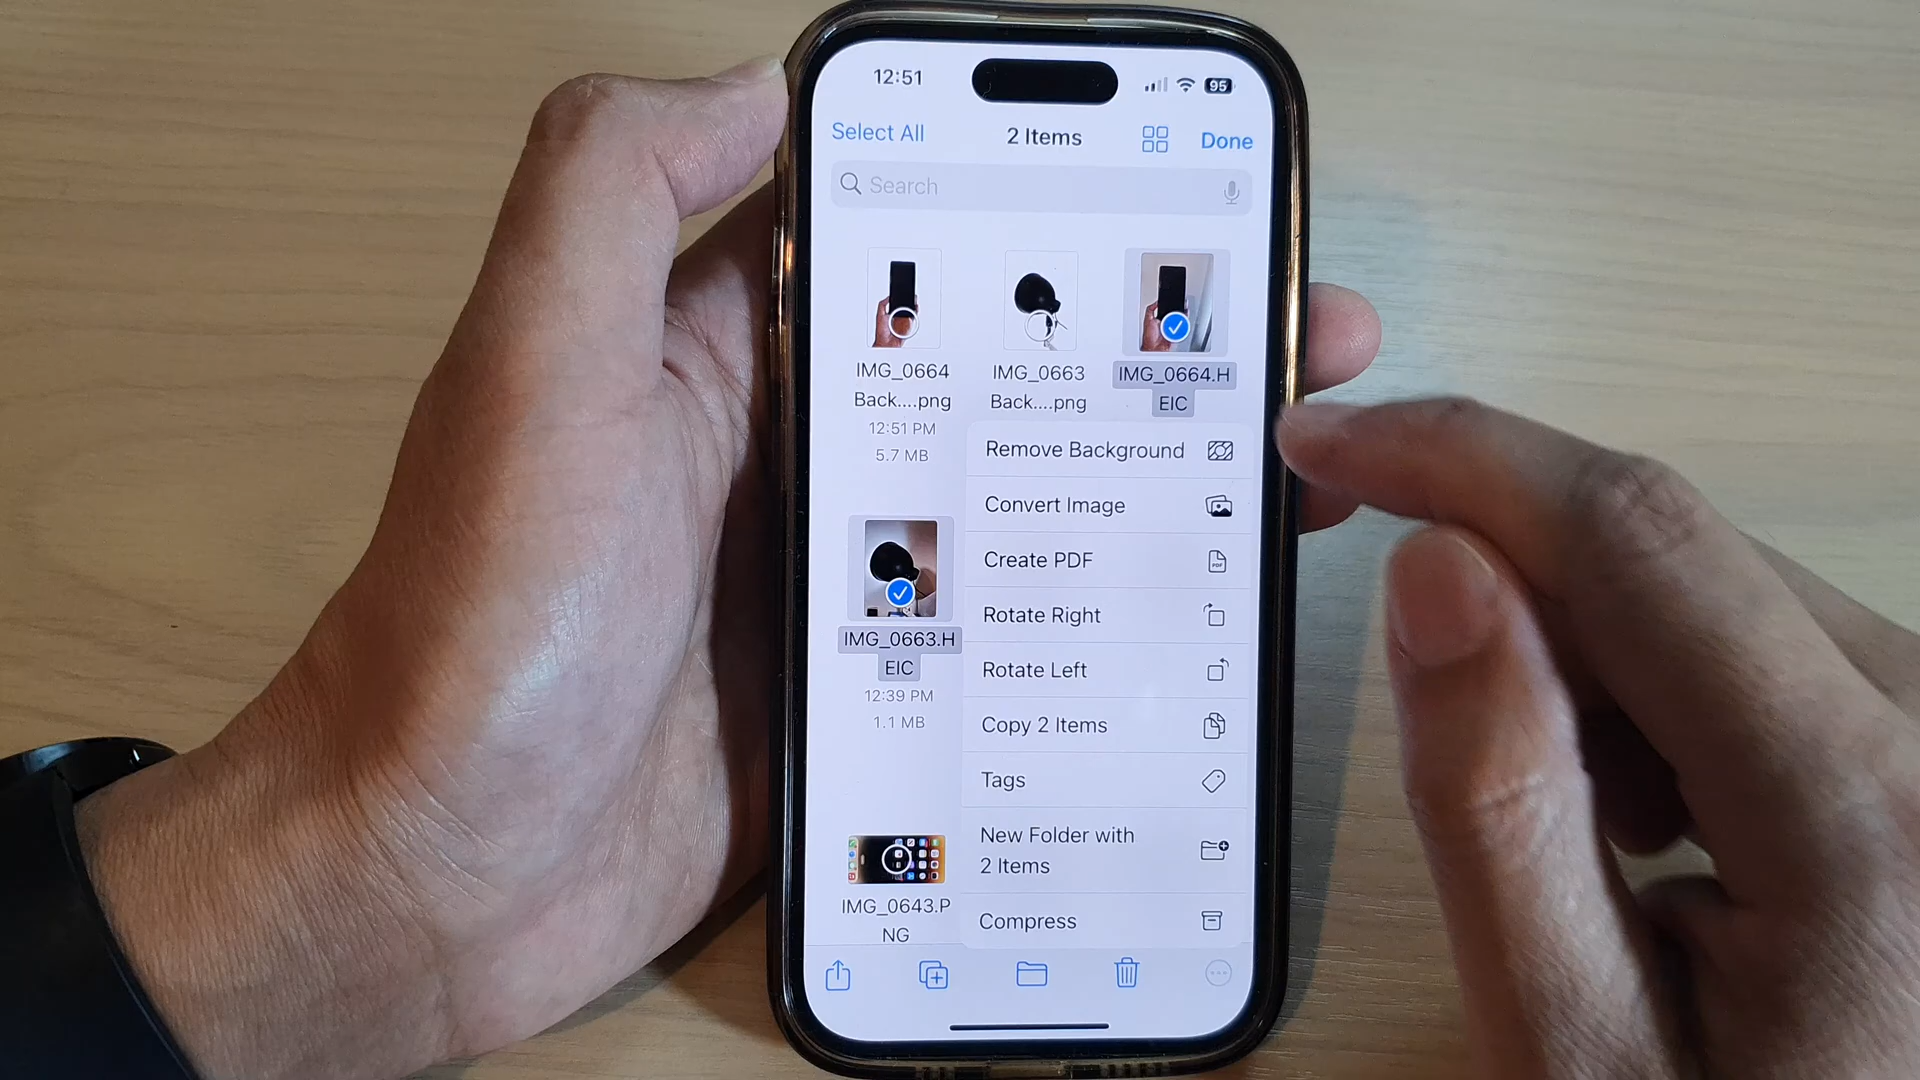 12:51
95
Select All
2 Items
Done
Search
IMG_0664
Back....png
12:51 PM
5.7 MB
IMG_0663
Back....png
IMG_0664.H
EIC
Remove Background
Convert Image
Create PDF
PDF
Rotate Right
Rotate Left
Copy 2 Items
Tags
New Folder with
2 Items
Compress
IMG_0663.H
EIC
12:39 PM
1.1 MB
IMG_0643.P
NG